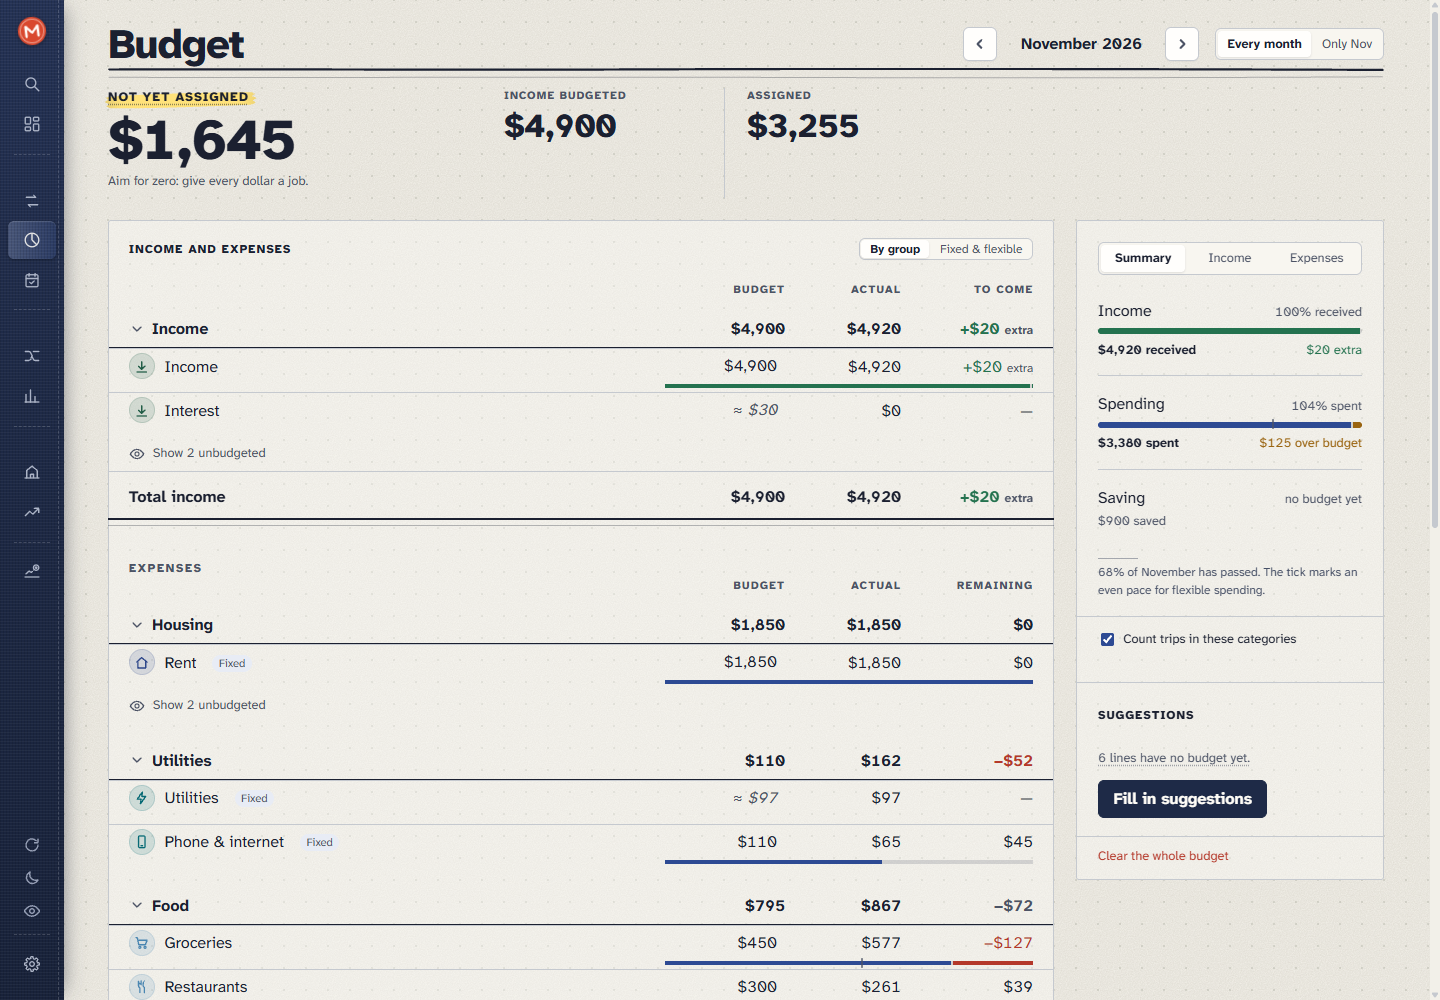 M
Budget
November 2026
Every month
Only Nov
NOT YET ASSIGNED
$1,645
Aim for zero: give every dollar a job.
INCOME BUDGETED
$4,900
ASSIGNED
$3,255
INCOME AND EXPENSES
By group
Fixed & flexible
BUDGET ACTUAL TO COME
Income $4,900 $4,920 +$20 extra
Income $4,900 $4,920 +$20 extra
Interest ≈ $30 $0 —
Show 2 unbudgeted
Total income $4,900 $4,920 +$20 extra
EXPENSES
BUDGET ACTUAL REMAINING
Housing $1,850 $1,850 $0
Rent Fixed $1,850 $1,850 $0
Show 2 unbudgeted
Utilities $110 $162 –$52
Utilities Fixed ≈ $97 $97 —
Phone & internet Fixed $110 $65 $45
Food $795 $867 –$72
Groceries $450 $577 –$127
Restaurants $300 $261 $39
Summary Income Expenses
Income 100% received
$4,920 received $20 extra
Spending 104% spent
$3,380 spent $125 over budget
Saving no budget yet
$900 saved
68% of November has passed. The tick marks an
even pace for flexible spending.
Count trips in these categories
SUGGESTIONS
6 lines have no budget yet.
Fill in suggestions
Clear the whole budget